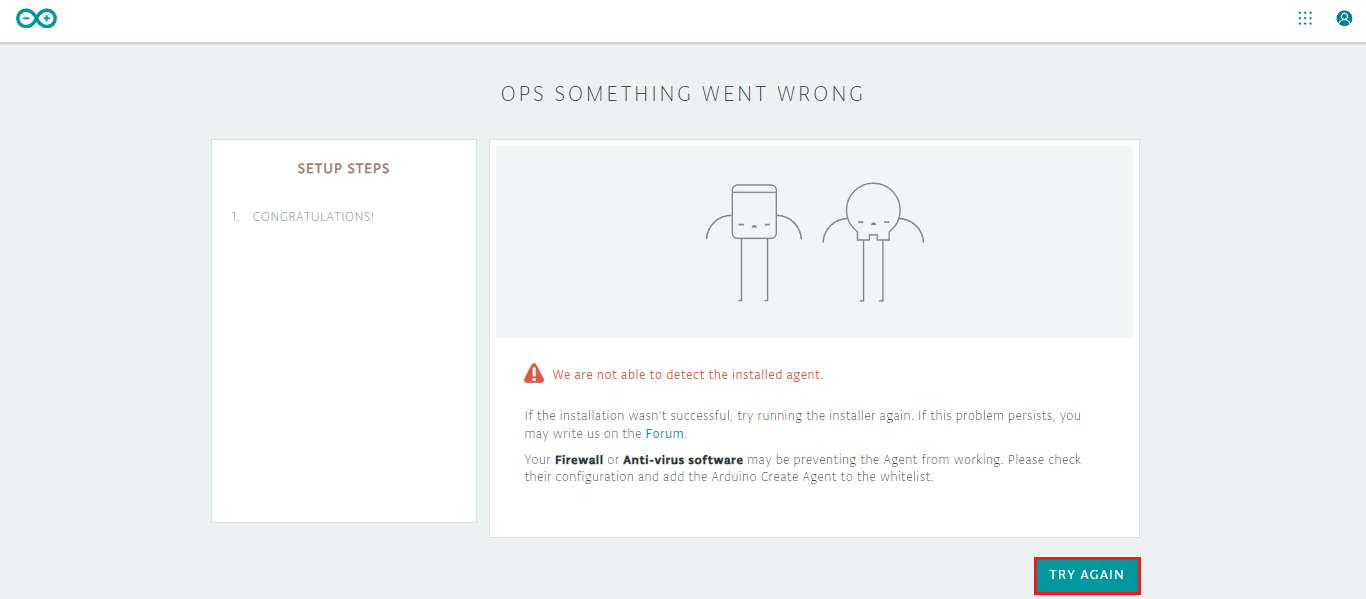 OPS SOMETHING WENT WRONG
SETUP STEPS
1. CONGRATULATIONS!
We are not able to detect the installed agent.
If the installation wasn't successful, try running the installer again. If this problem persists, you
may write us on the Forum.
Your Firewall or Anti-virus software may be preventing the Agent from working. Please check
their configuration and add the Arduino Create Agent to the whitelist.
TRY AGAIN